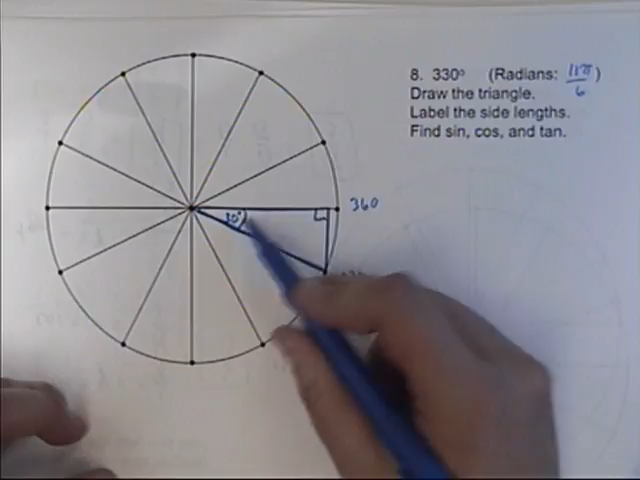 8. 330° (Radians: 11π/6)
Draw the triangle.
Label the side lengths.
Find sin, cos, and tan.
360
30°